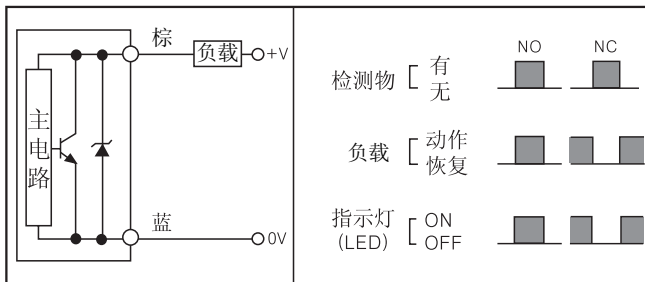 棕
负载
+V
主电路
蓝
0V
NO NC
检测物 有
无
负载 动作
恢复
指示灯
(LED)
ON
OFF